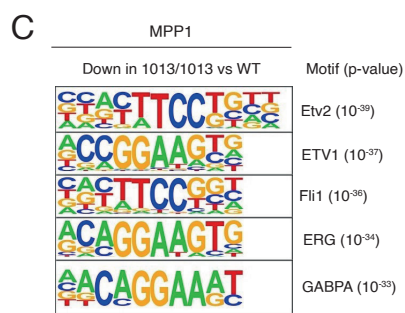 C
MPP1
Down in 1013/1013 vs WT Motif (p-value)
Etv2 (10-39)
ETV1 (10-37)
Fli1 (10-36)
ERG (10-34)
GABPA (10-33)